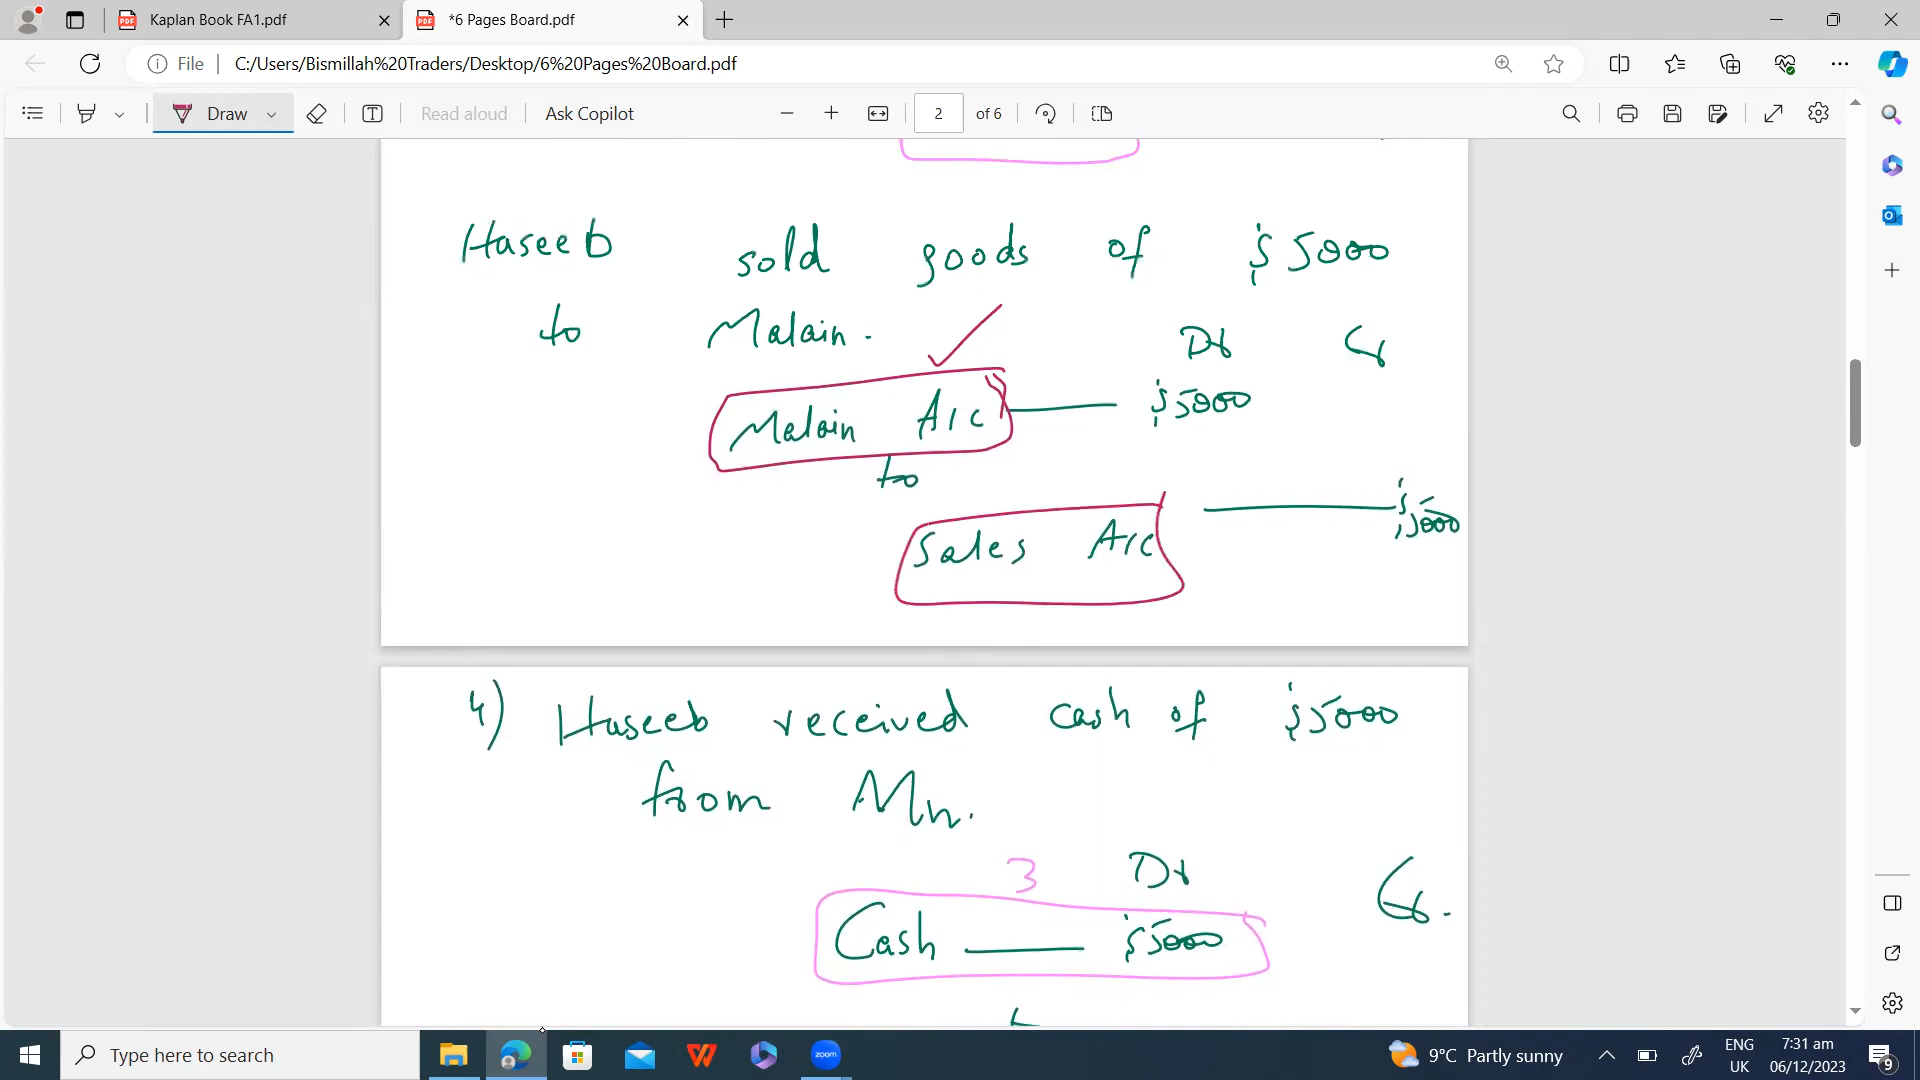 Kaplan Book FA1.pdf
*6 Pages Board.pdf
File
C:/Users/Bismillah%20Traders/Desktop/6%20Pages%20Board.pdf
Draw
Read aloud
Ask Copilot
2 of 6
Haseeb sold goods of $5000
to Malain.
Dr Cr
Malain A/c $5000
to
Sales A/c $5000
4) Haseeb received cash of $5000
from Mn.
3 Dr Cr.
Cash $5000
Type here to search
zoom
9°C Partly sunny
ENG
UK
7:31 am
06/12/2023
9